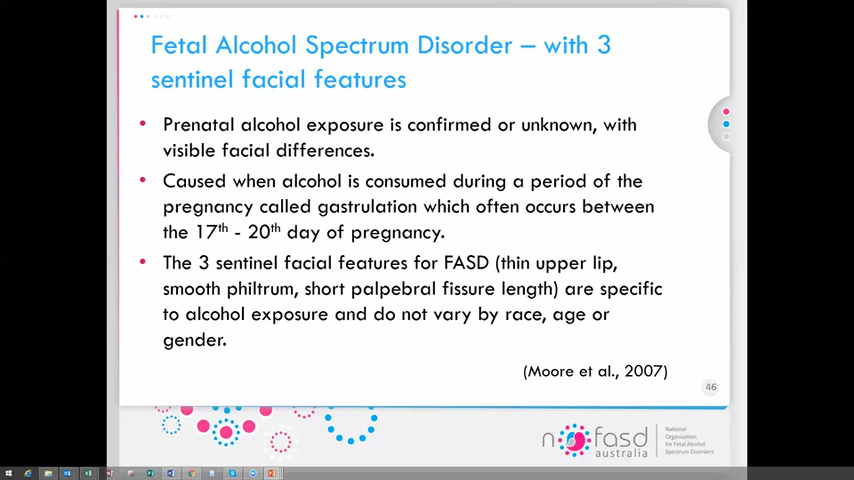 Fetal Alcohol Spectrum Disorder – with 3
sentinel facial features
• Prenatal alcohol exposure is confirmed or unknown, with
visible facial differences.
• Caused when alcohol is consumed during a period of the
pregnancy called gastrulation which often occurs between
the 17th - 20th day of pregnancy.
• The 3 sentinel facial features for FASD (thin upper lip,
smooth philtrum, short palpebral fissure length) are specific
to alcohol exposure and do not vary by race, age or
gender.
(Moore et al., 2007)
46
nofasd
australia
National
Organisation
for Fetal Alcohol
Spectrum Disorders